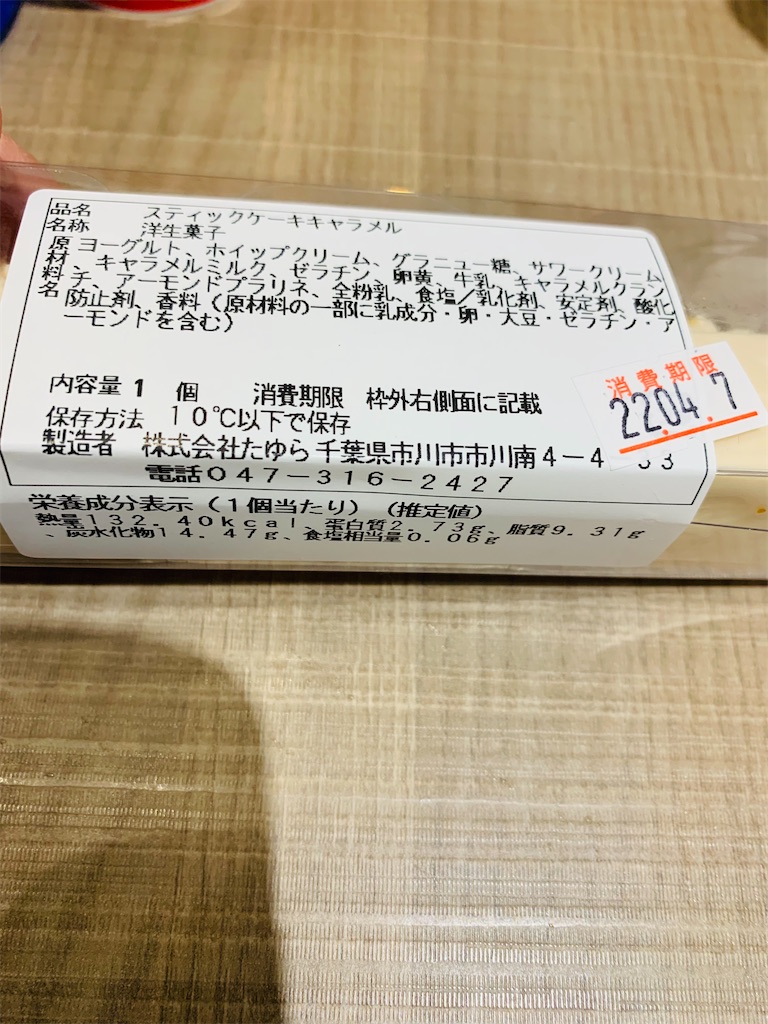 品名 スティックケーキキャラメル
名称 洋生菓子
原材料名 ヨーグルト、ホイップクリーム、グラニュー糖、サワークリーム
、キャラメルミルク、ゼラチン、卵黄、牛乳、キャラメルクラン
チ、アーモンドプラリネ、全粉乳、食塩/乳化剤、安定剤、酸化
防止剤、香料(原材料の一部に乳成分・卵・大豆・ゼラチン・ア
ーモンドを含む)
内容量 1 個 消費期限 枠外右側面に記載
保存方法 10℃以下で保存
製造者 株式会社たゆら 千葉県市川市市川南4-4 33
電話047-316-2427
栄養成分表示(1個当たり)(推定値)
熱量132.40kcal、蛋白質2.73g、脂質9.31g
、炭水化物14.47g、食塩相当量0.06g
消費期限
22.04.7